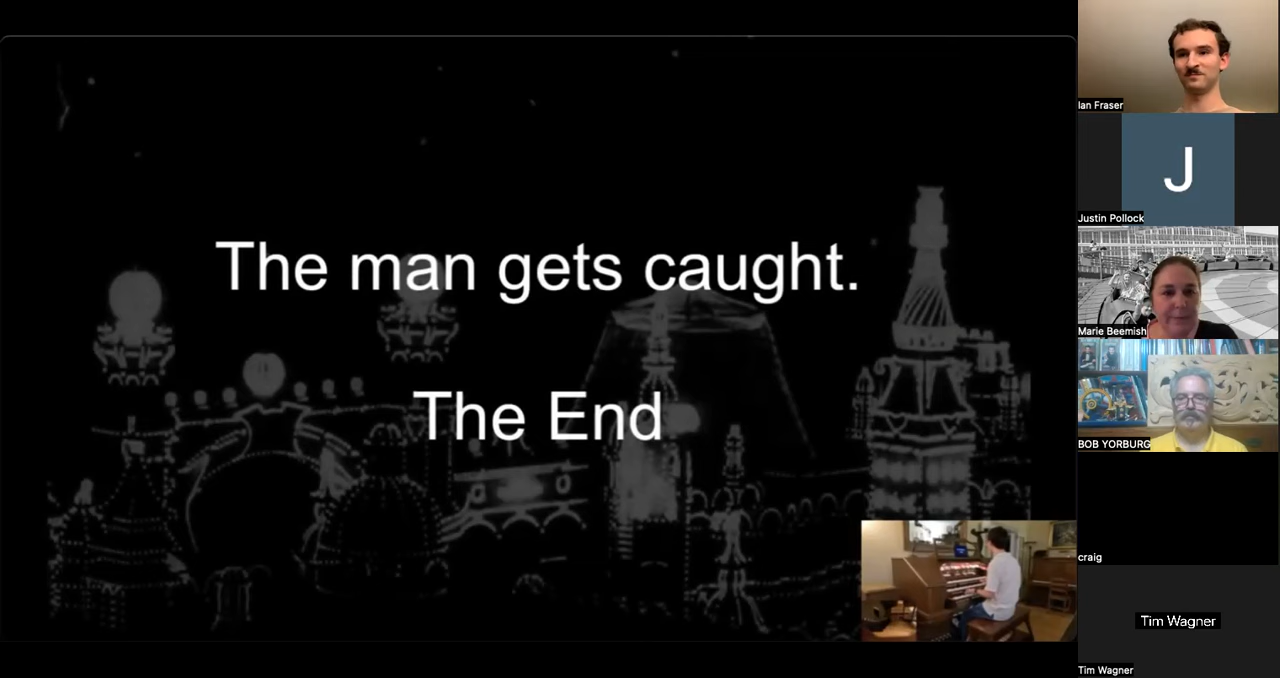 The man gets caught.
The End
Ian Fraser
J
Justin Pollock
Marie Beemish
BOB YORBURG
craig
Tim Wagner
Tim Wagner